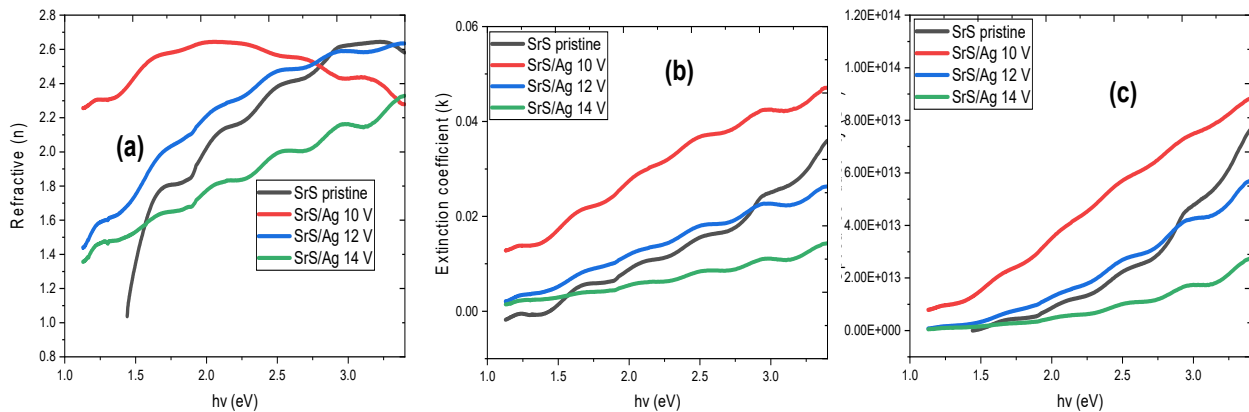 2.8
2.6
2.4
2.2
2.0
1.8
1.6
1.4
1.2
1.0
0.8
Refractive (n)
(a)
SrS pristine
SrS/Ag 10 V
SrS/Ag 12 V
SrS/Ag 14 V
1.0 1.5 2.0 2.5 3.0
hv (eV)
0.06
0.04
0.02
0.00
Extinction coefficient (k)
SrS pristine
SrS/Ag 10 V
SrS/Ag 12 V
SrS/Ag 14 V
(b)
1.0 1.5 2.0 2.5 3.0
hv (eV)
1.20E+014
1.00E+014
8.00E+013
6.00E+013
4.00E+013
2.00E+013
0.00E+000
SrS pristine
SrS/Ag 10 V
SrS/Ag 12 V
SrS/Ag 14 V
(c)
1.0 1.5 2.0 2.5 3.0
hv (eV)